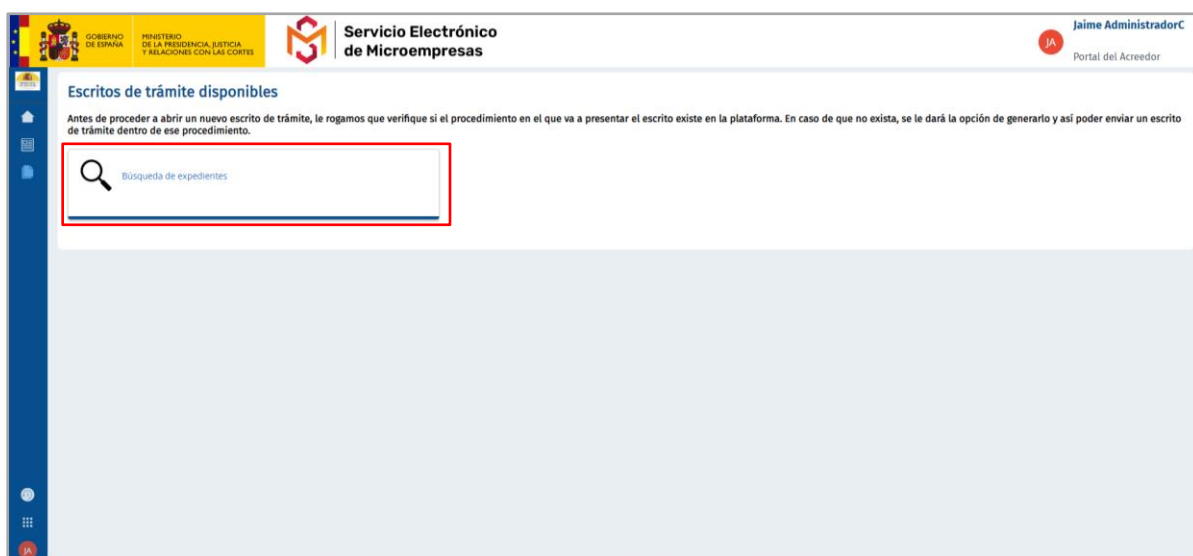 GOBIERNO
DE ESPAÑA
MINISTERIO
DE LA PRESIDENCIA, JUSTICIA
Y RELACIONES CON LAS CORTES
Servicio Electrónico
de Microempresas
Jaime AdministradorC
JA
Portal del Acreedor
Escritos de trámite disponibles
Antes de proceder a abrir un nuevo escrito de trámite, le rogamos que verifique si el procedimiento en el que va a presentar el escrito existe en la plataforma. En caso de que no exista, se le dará la opción de generarlo y así poder enviar un escrito
de trámite dentro de ese procedimiento.
Búsqueda de expedientes
JA